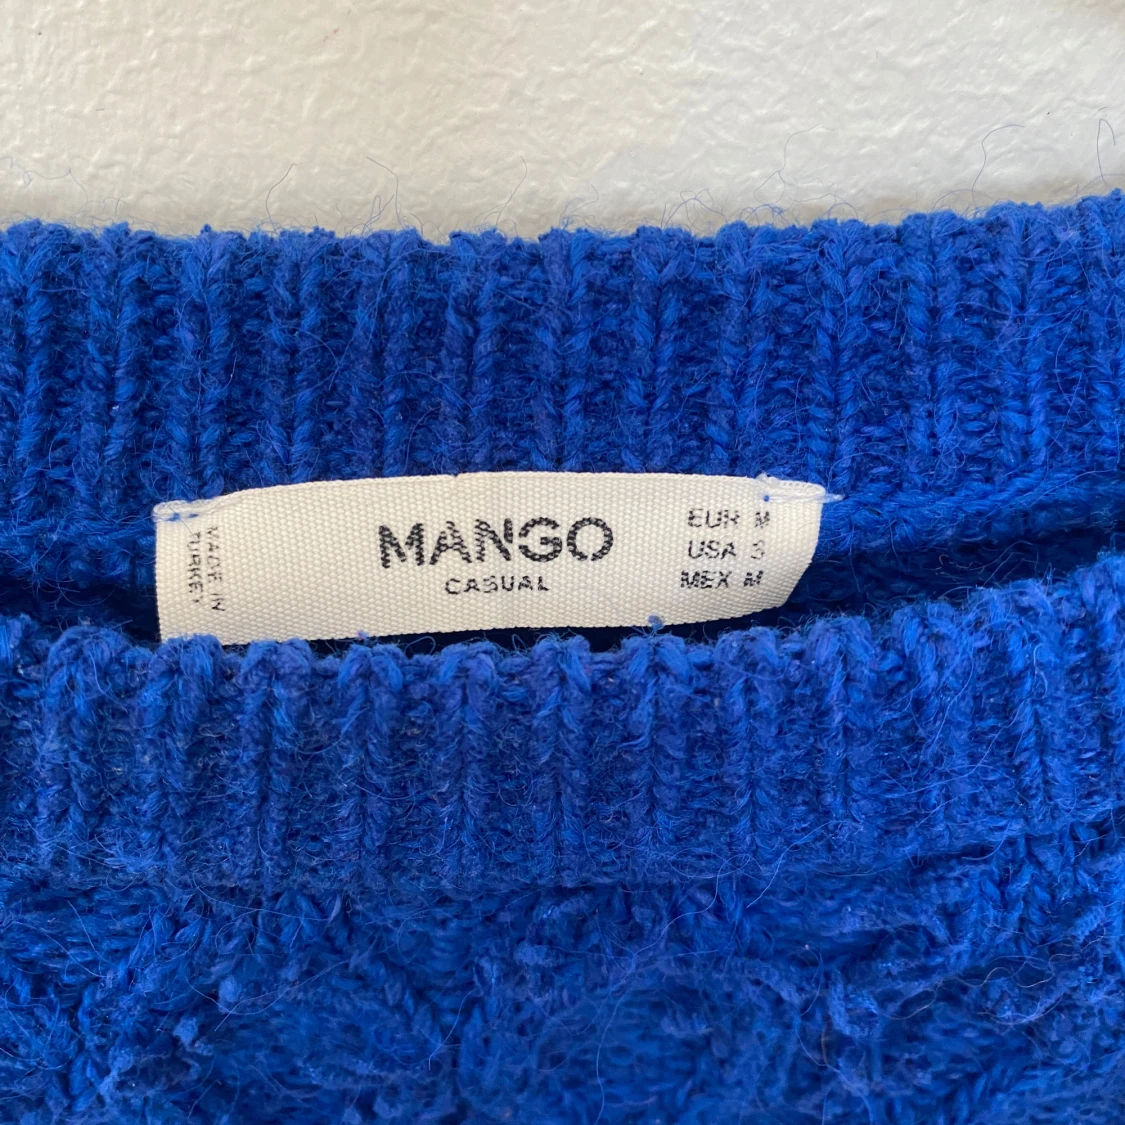 MADE IN
TURKEY
MANGO
CASUAL
EUR M
USA S
MEX M